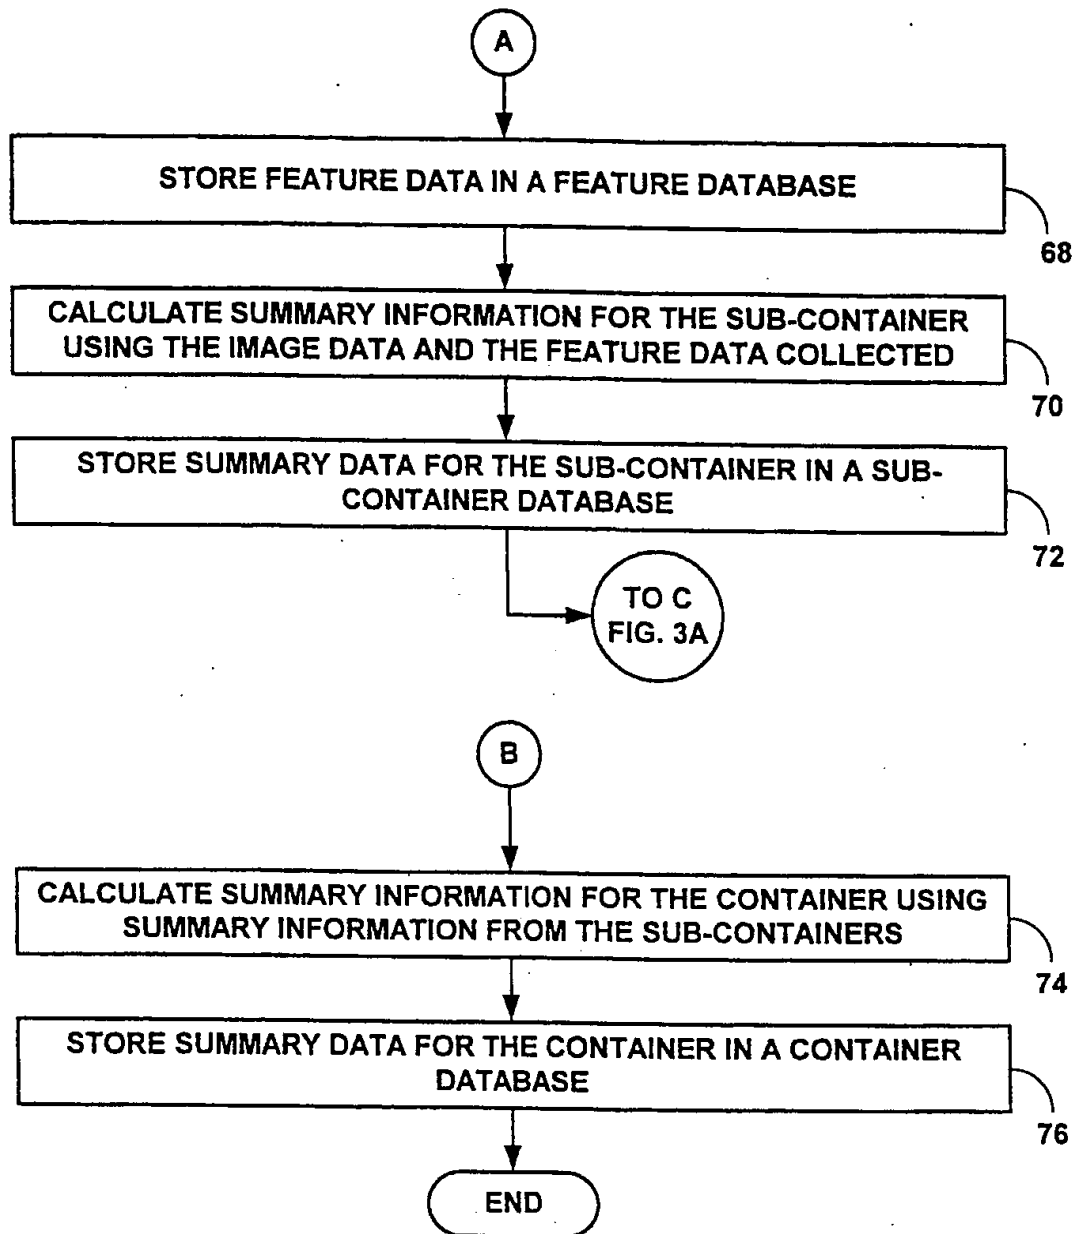 A
STORE FEATURE DATA IN A FEATURE DATABASE
68
CALCULATE SUMMARY INFORMATION FOR THE SUB-CONTAINER
USING THE IMAGE DATA AND THE FEATURE DATA COLLECTED
70
STORE SUMMARY DATA FOR THE SUB-CONTAINER IN A SUB-
CONTAINER DATABASE
72
TO C
FIG. 3A
B
CALCULATE SUMMARY INFORMATION FOR THE CONTAINER USING
SUMMARY INFORMATION FROM THE SUB-CONTAINERS
74
STORE SUMMARY DATA FOR THE CONTAINER IN A CONTAINER
DATABASE
76
END